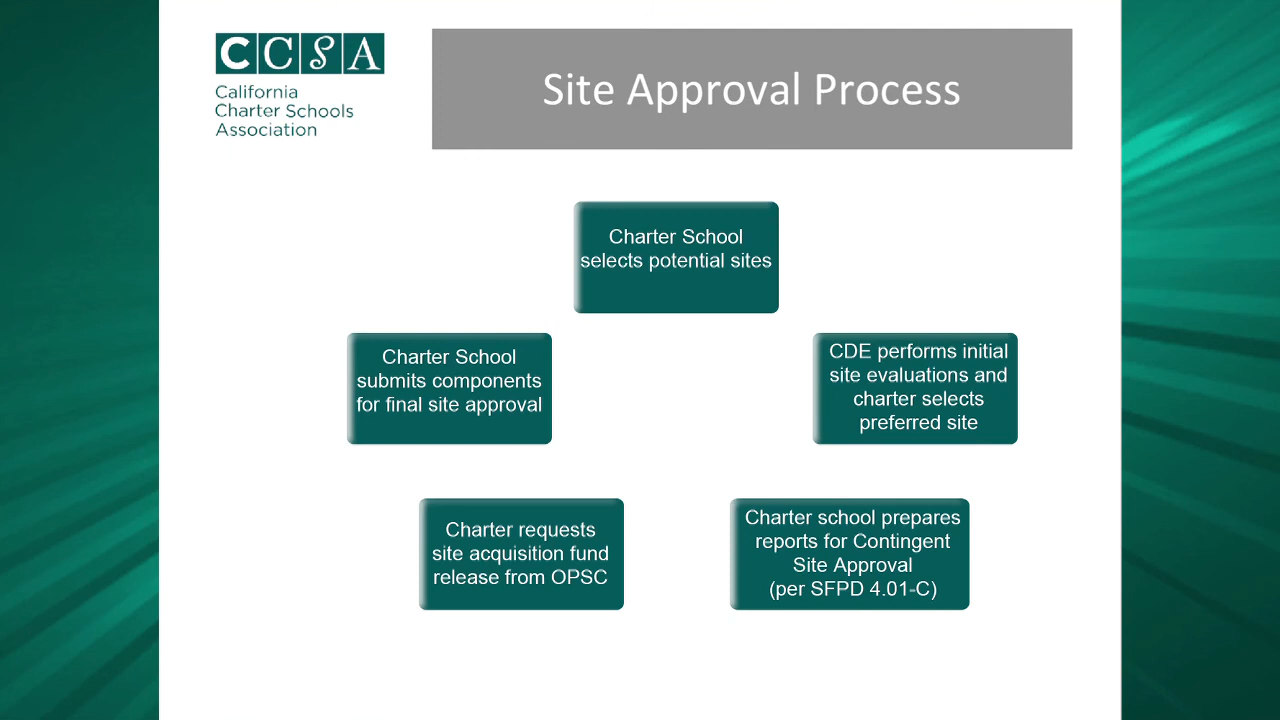 CCSA
California
Charter Schools
Association
Site Approval Process
Charter School
selects potential sites
CDE performs initial
site evaluations and
charter selects
preferred site
Charter school prepares
reports for Contingent
Site Approval
(per SFPD 4.01-C)
Charter requests
site acquisition fund
release from OPSC
Charter School
submits components
for final site approval